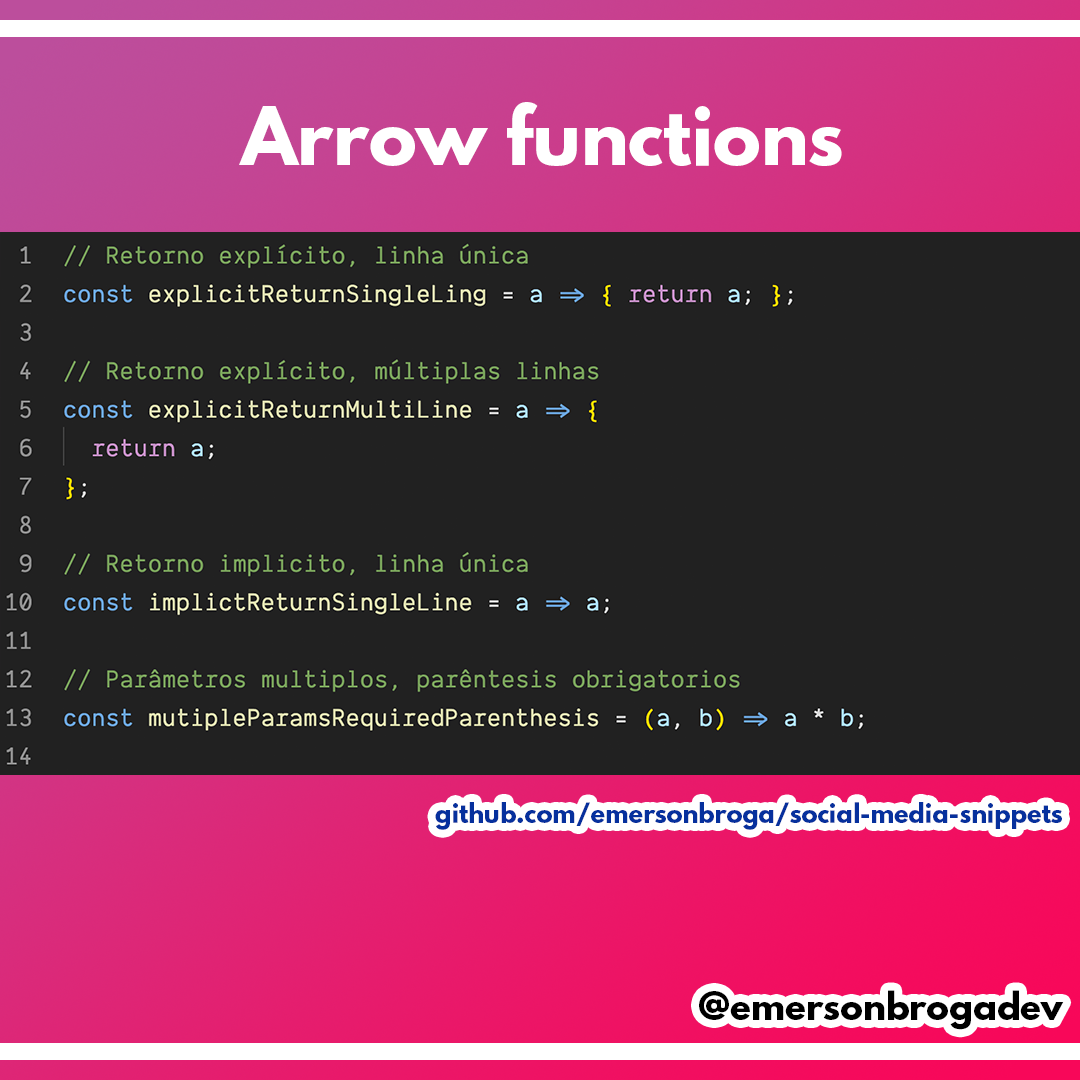 Arrow functions
1 // Retorno explícito, linha única
2 const explicitReturnSingleLing = a => { return a; };
3
4 // Retorno explícito, múltiplas linhas
5 const explicitReturnMultiLine = a => {
6 return a;
7 };
8
9 // Retorno implicito, linha única
10 const implictReturnSingleLine = a => a;
11
12 // Parâmetros multiplos, parêntesis obrigatorios
13 const mutipleParamsRequiredParenthesis = (a, b) => a * b;
14
github.com/emersonbroga/social-media-snippets
@emersonbrogadev